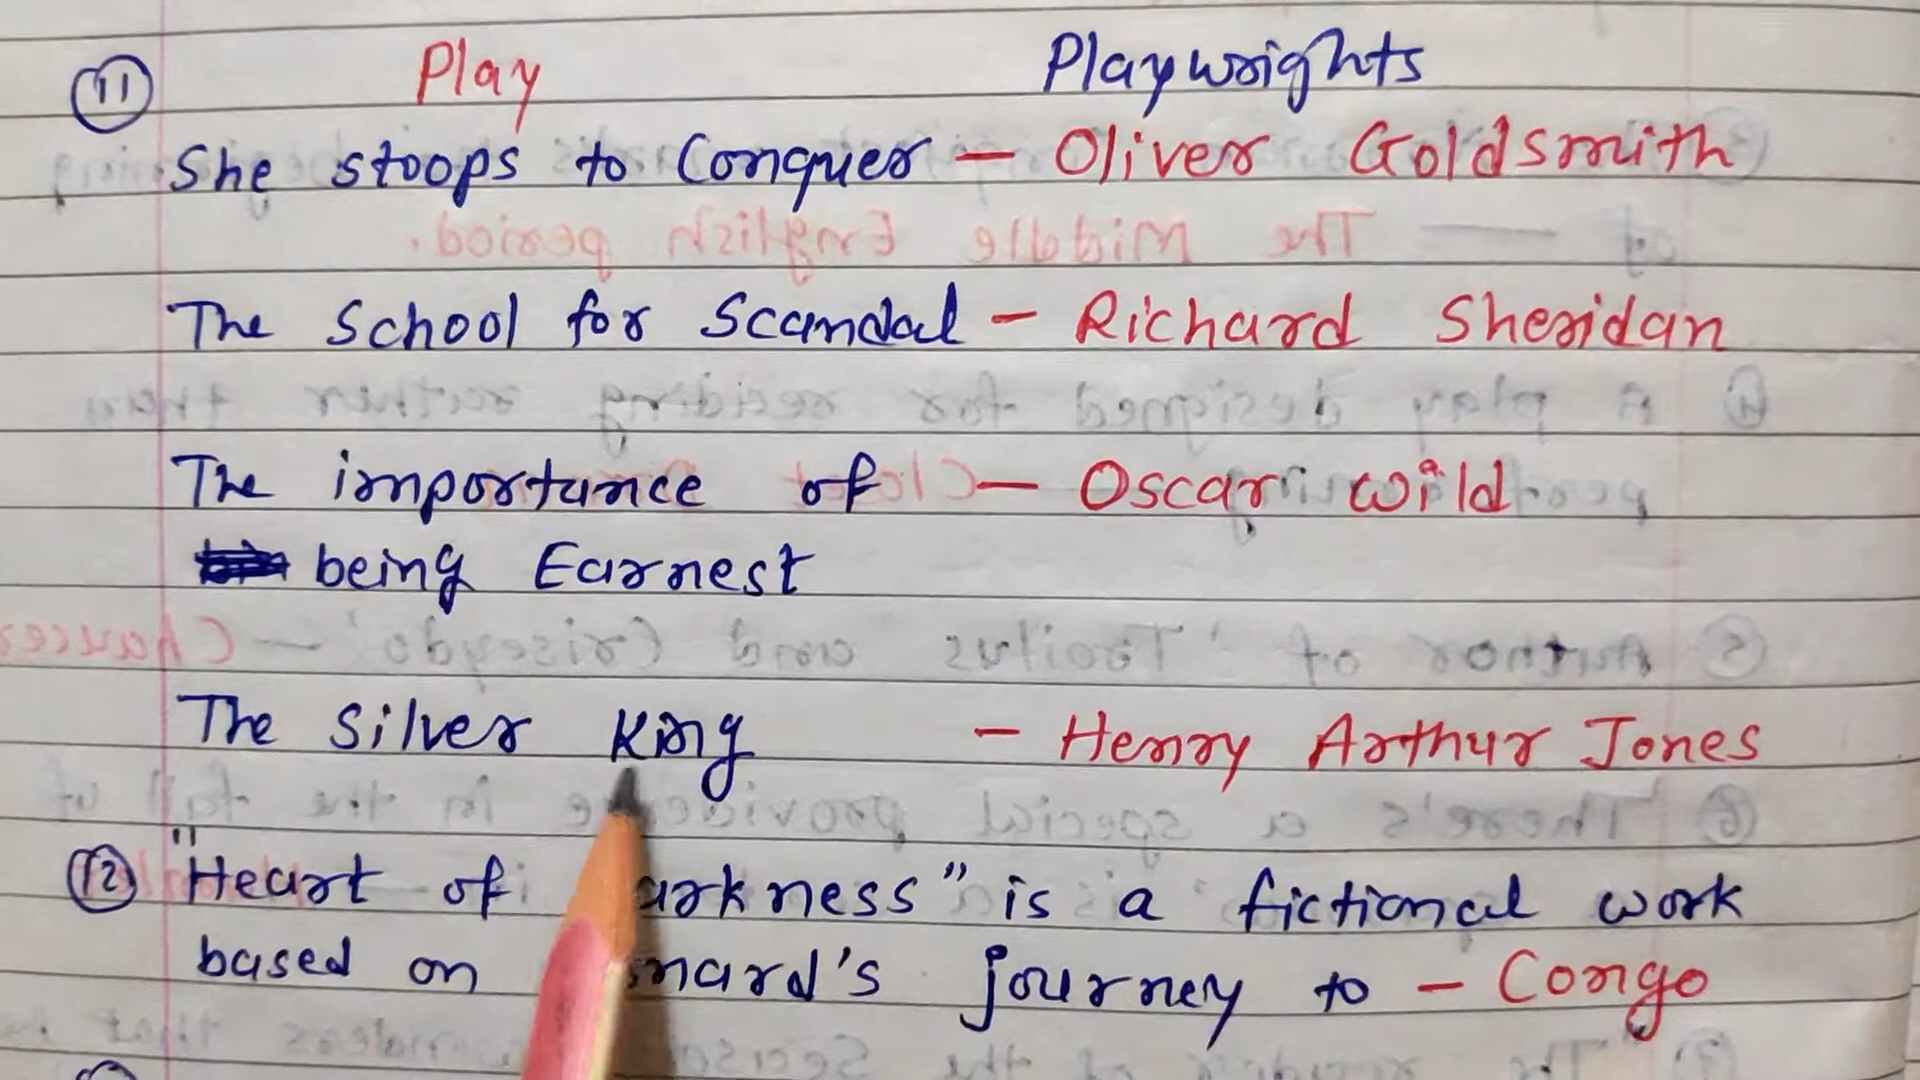 11 Play Playwrights
She stoops to Conquer — Oliver Goldsmith
The School for Scandal — Richard Sheridan
The importance of — Oscar Wild
being Earnest
The Silver King — Henry Arthur Jones
12 "Heart of arkness" is a fictional work
based on nard's journey to — Congo